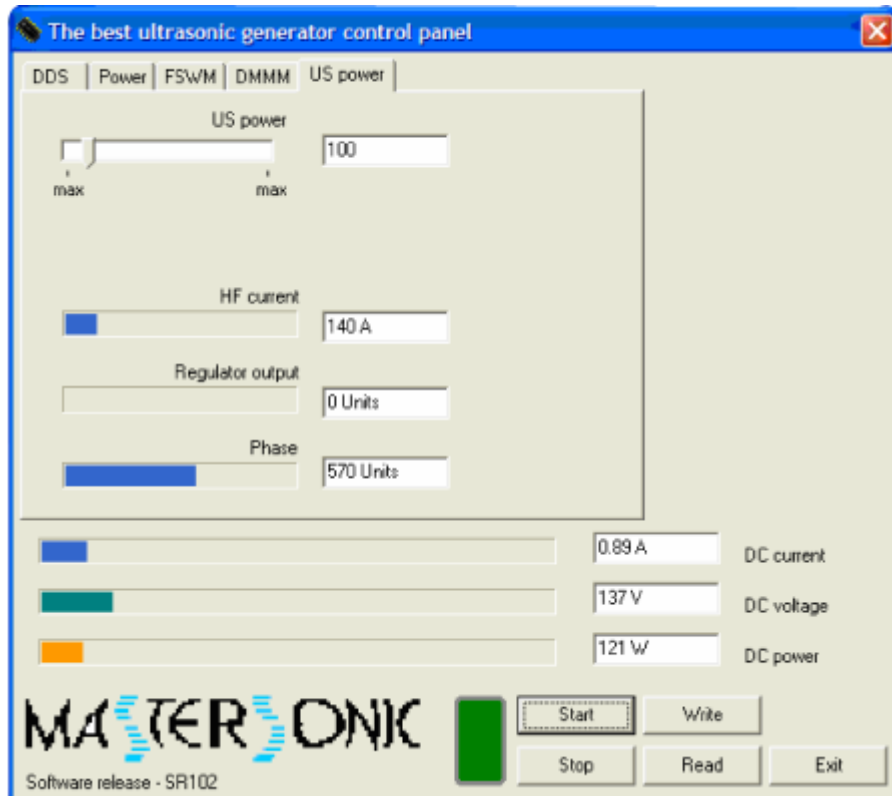 The best ultrasonic generator control panel
DDS Power FSWM DMMM US power
US power
100
max max
HF current
140 A
Regulator output
0 Units
Phase
570 Units
0.89 A DC current
137 V DC voltage
121 W DC power
MASTERSONIC
Start Write
Stop Read Exit
Software release - SR102